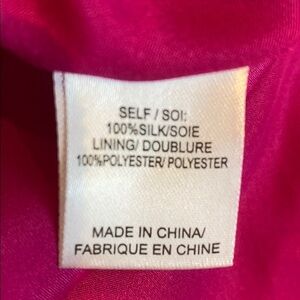 SELF / SOI:
100%SILK/SOIE
LINING/ DOUBLURE
100%POLYESTER/ POLYESTER
MADE IN CHINA/
FABRIQUE EN CHINE